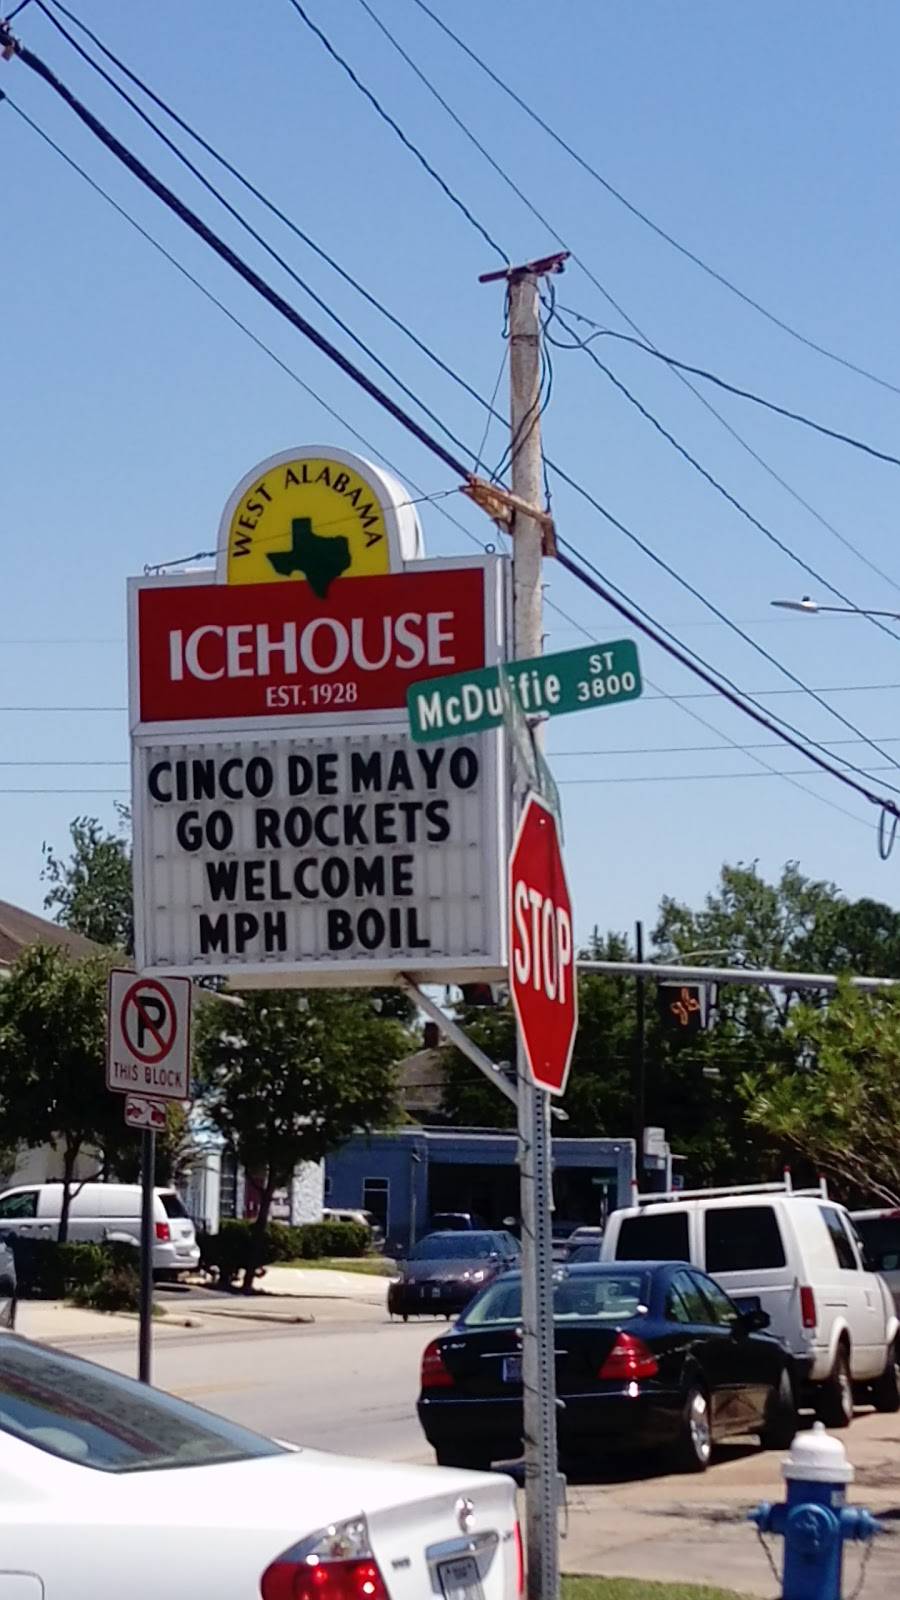 WEST ALABAMA
ICEHOUSE
EST. 1928
McDuffie ST 3800
CINCO DE MAYO
GO ROCKETS
WELCOME
MPH BOIL
STOP
P
THIS BLOCK